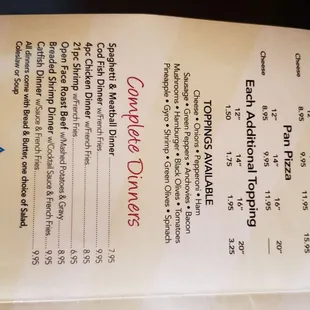 12" 14" 16" 20"
Cheese 8.95 9.95 11.95 15.95
Pan Pizza
12" 14" 16" 20"
Cheese 8.95 9.95 11.95 —
Each Additional Topping
12" 14" 16" 20"
1.50 1.75 1.95 3.25
TOPPINGS AVAILABLE
Cheese • Onions • Pepperoni • Ham
Sausage • Green Peppers • Anchovies • Bacon
Mushrooms • Hamburger • Black Olives • Tomatoes
Pineapple • Gyro • Shrimp • Green Olives • Spinach
Complete Dinners
Spaghetti & Meatball Dinner 7.95
Cod Fish Dinner w/French Fries 9.95
4pc Chicken Dinner w/French Fries 8.95
21pc Shrimp w/French Fries 6.95
Open Face Roast Beef w/Mashed Potatoes & Gravy 8.95
Breaded Shrimp Dinner w/Cocktail Sauce & French Fries 9.95
Catfish Dinner w/Sauce & French Fries 9.95
All dinners come with Bread & Butter, one choice of Salad,
Coleslaw or Soup